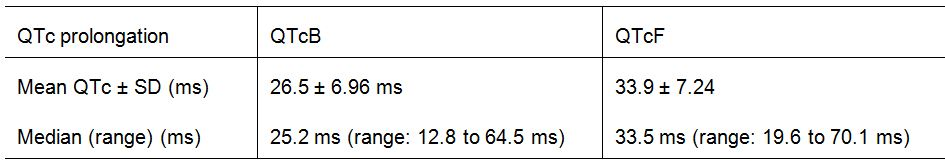 QTc prolongation QTcB QTcF
Mean QTc ± SD (ms) 26.5 ± 6.96 ms 33.9 ± 7.24
Median (range) (ms) 25.2 ms (range: 12.8 to 64.5 ms) 33.5 ms (range: 19.6 to 70.1 ms)